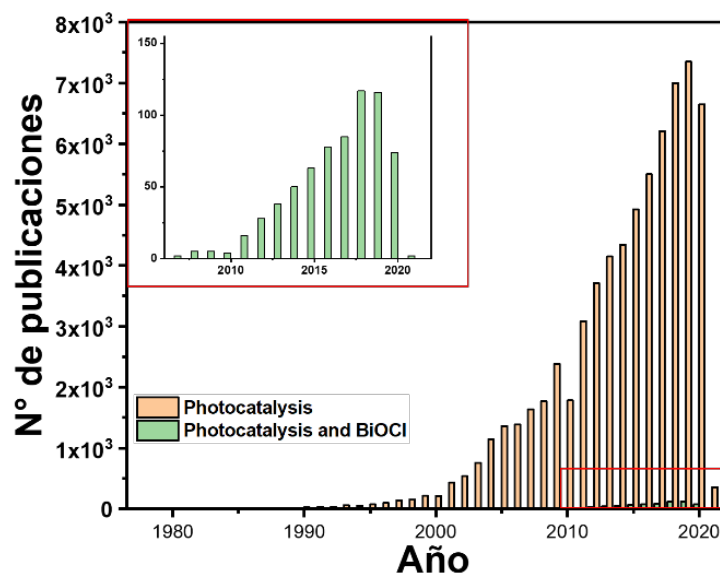 8x10³
7x10³
6x10³
5x10³
4x10³
3x10³
2x10³
1x10³
0
N° de publicaciones
150
100
50
0
2010 2015 2020
Photocatalysis
Photocatalysis and BiOCl
1980 1990 2000 2010 2020
Año